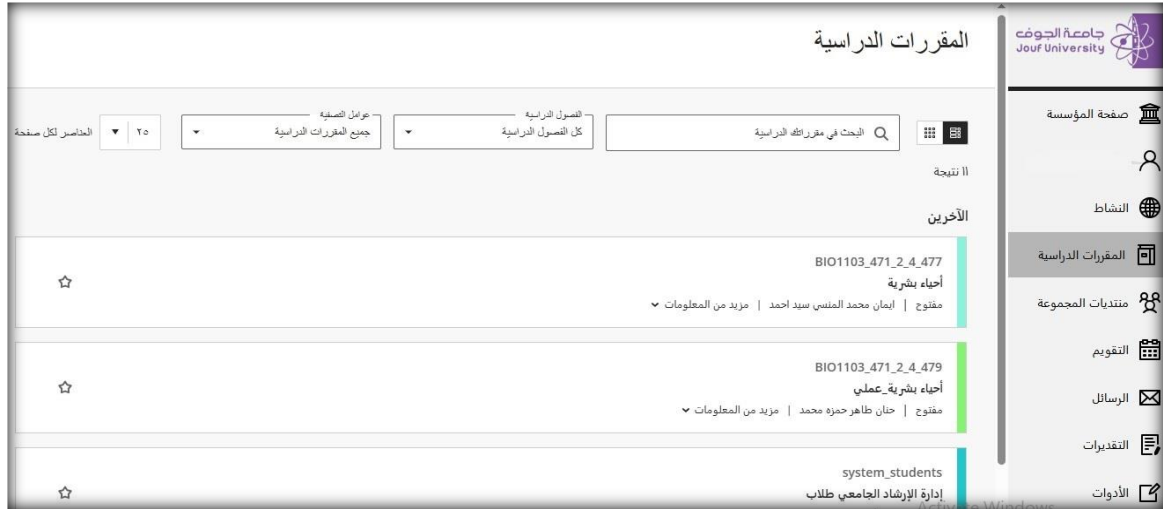 جامعة الجوف
Jouf University
صفحة المؤسسة
النشاط
المقررات الدراسية
منتديات المجموعة
التقويم
الرسائل
التقديرات
الأدوات
المقررات الدراسية
البحث في مقرراتك الدراسية
الفصول الدراسية
كل الفصول الدراسية
عوامل التصفية
جميع المقررات الدراسية
٢٥
العناصر لكل صفحة
١١ نتيجة
الآخرين
BIO1103_471_2_4_477
أحياء بشرية
مفتوح | ايمان محمد المنسي سيد احمد | مزيد من المعلومات
BIO1103_471_2_4_479
أحياء بشرية_عملي
مفتوح | حنان طاهر حمزه محمد | مزيد من المعلومات
system_students
إدارة الإرشاد الجامعي طلاب
Activate Windows